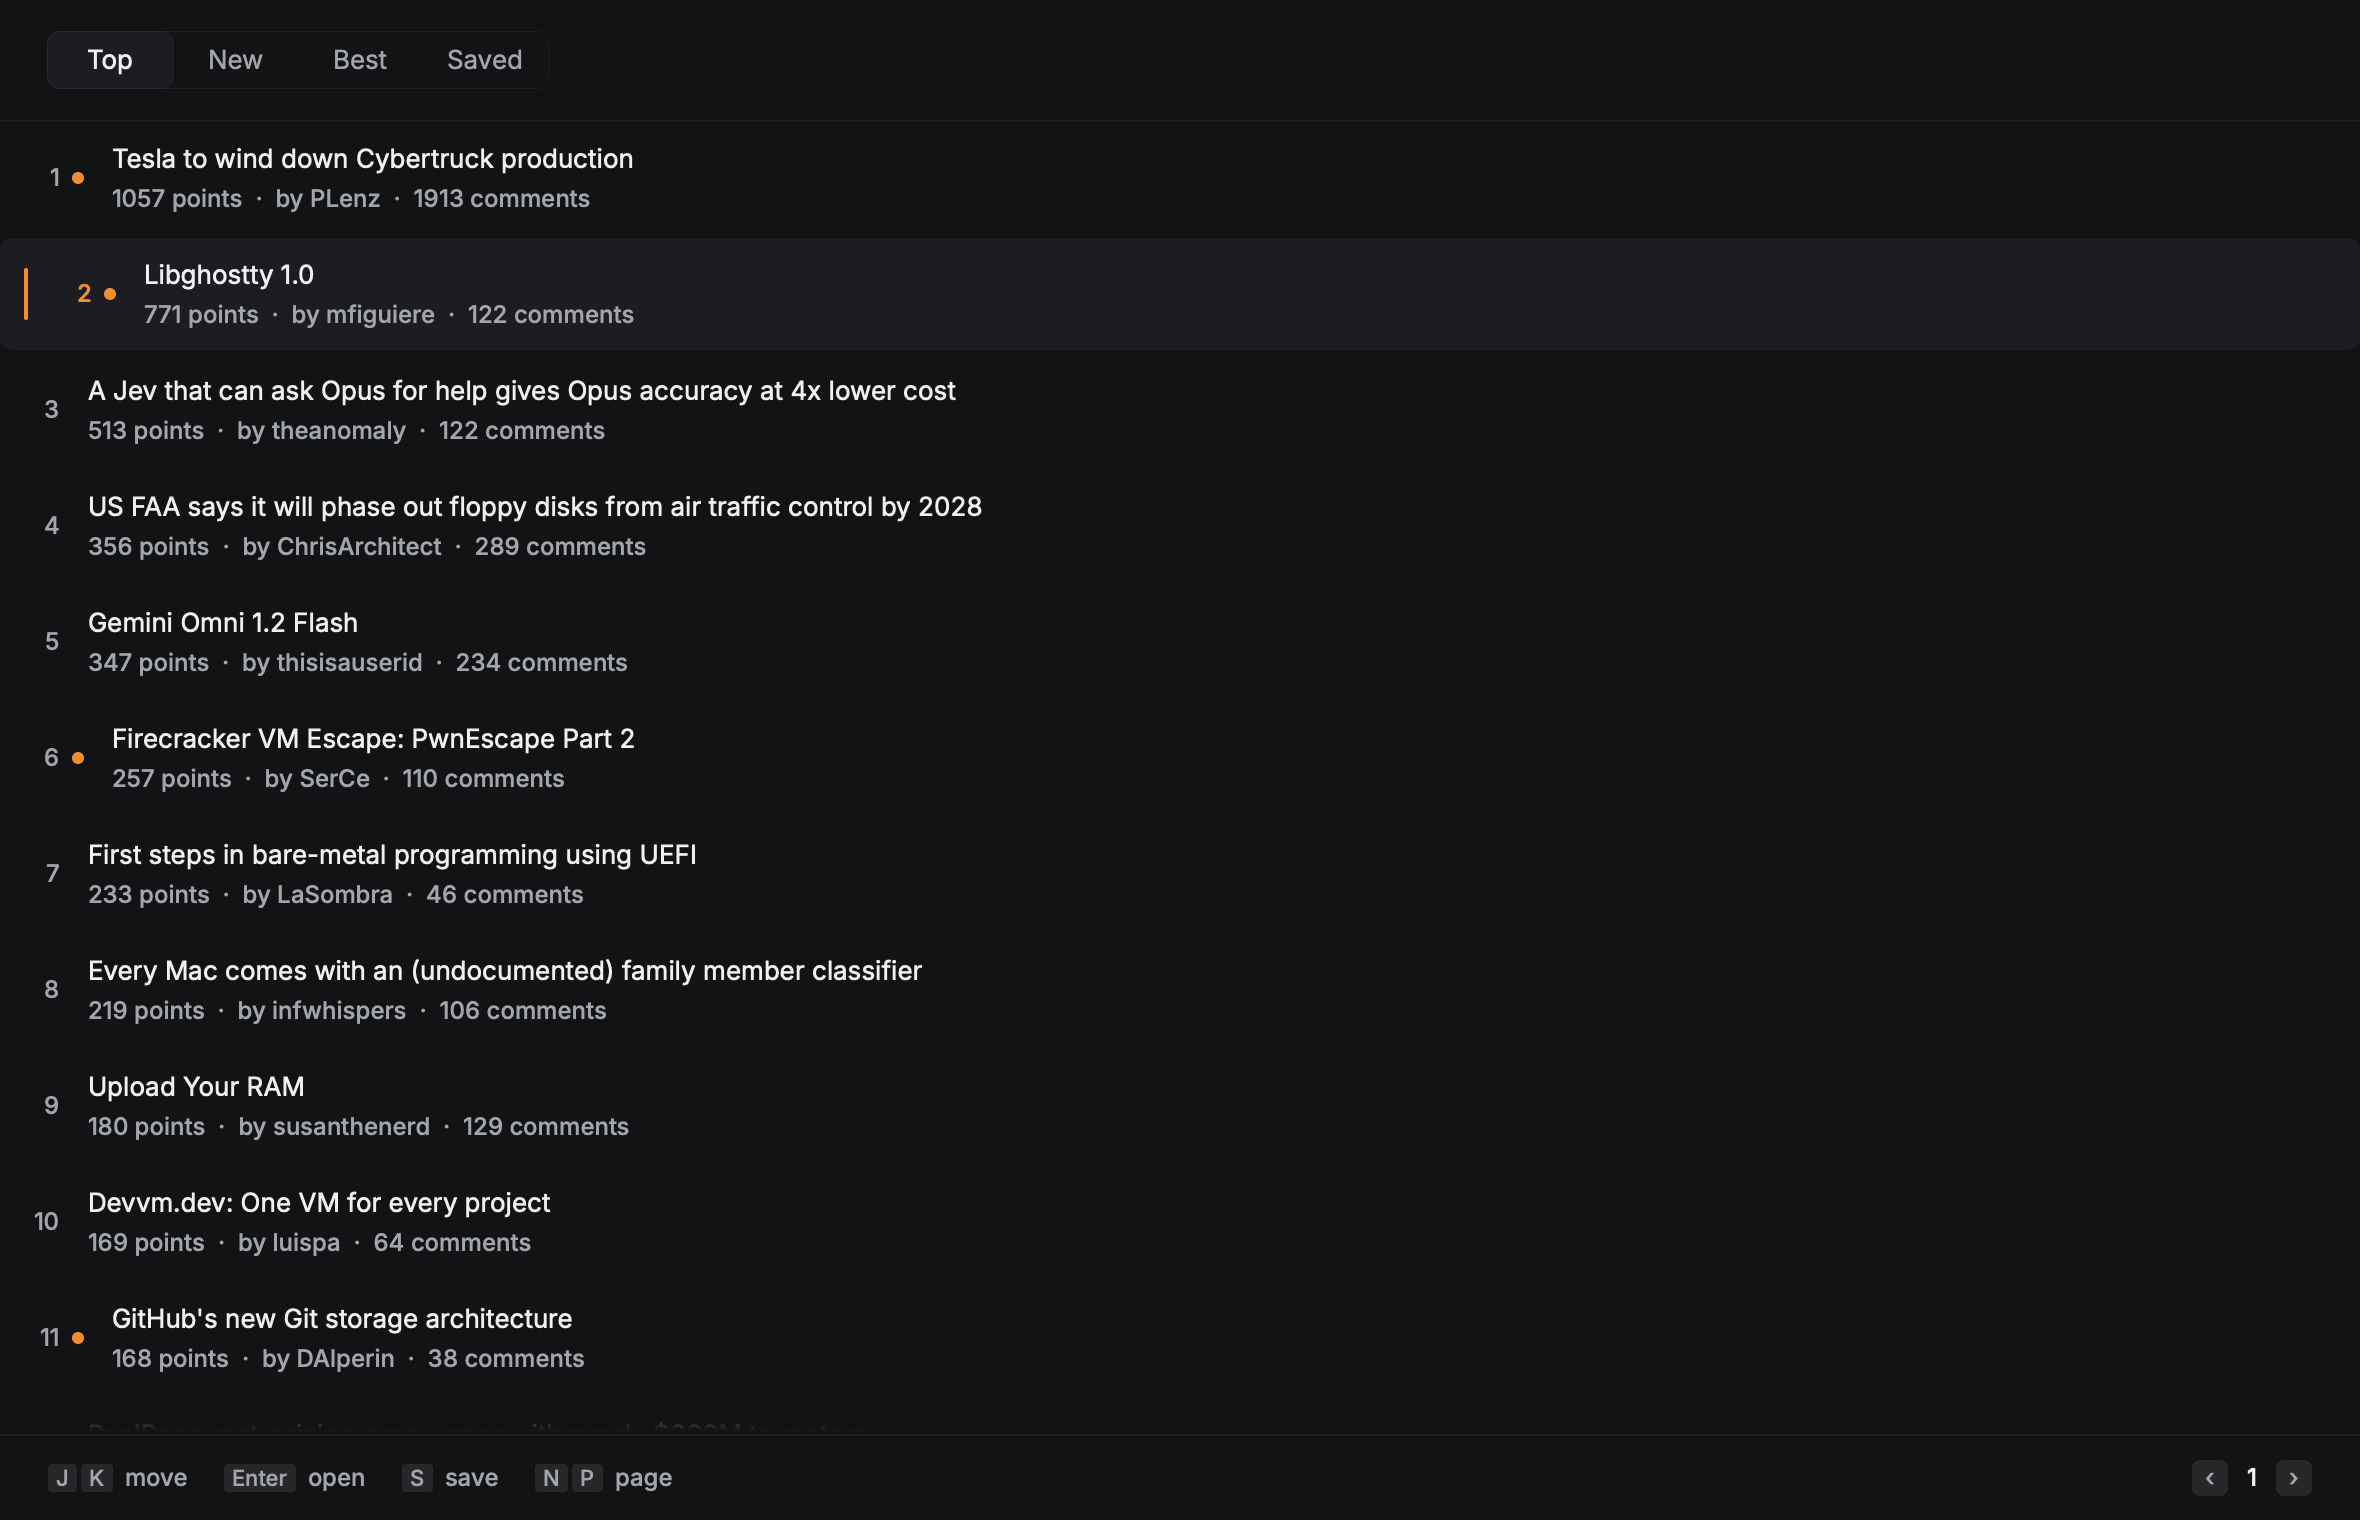 Top New Best Saved
1 Tesla to wind down Cybertruck production
1057 points · by PLenz · 1913 comments
2 Libghostty 1.0
771 points · by mfiguiere · 122 comments
3 A Jev that can ask Opus for help gives Opus accuracy at 4x lower cost
513 points · by theanomaly · 122 comments
4 US FAA says it will phase out floppy disks from air traffic control by 2028
356 points · by ChrisArchitect · 289 comments
5 Gemini Omni 1.2 Flash
347 points · by thisisauserid · 234 comments
6 Firecracker VM Escape: PwnEscape Part 2
257 points · by SerCe · 110 comments
7 First steps in bare-metal programming using UEFI
233 points · by LaSombra · 46 comments
8 Every Mac comes with an (undocumented) family member classifier
219 points · by infwhispers · 106 comments
9 Upload Your RAM
180 points · by susanthenerd · 129 comments
10 Devvm.dev: One VM for every project
169 points · by luispa · 64 comments
11 GitHub's new Git storage architecture
168 points · by DAlperin · 38 comments
J K move Enter open S save N P page ‹ 1 ›